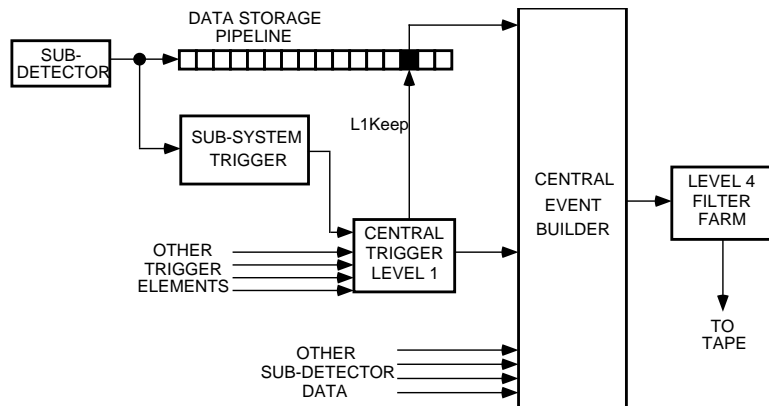 DATA STORAGE
PIPELINE
SUB-
DETECTOR
L1Keep
SUB-SYSTEM
TRIGGER
CENTRAL
EVENT
BUILDER
LEVEL 4
FILTER
FARM
CENTRAL
TRIGGER
LEVEL 1
OTHER
TRIGGER
ELEMENTS
TO
TAPE
OTHER
SUB-DETECTOR
DATA